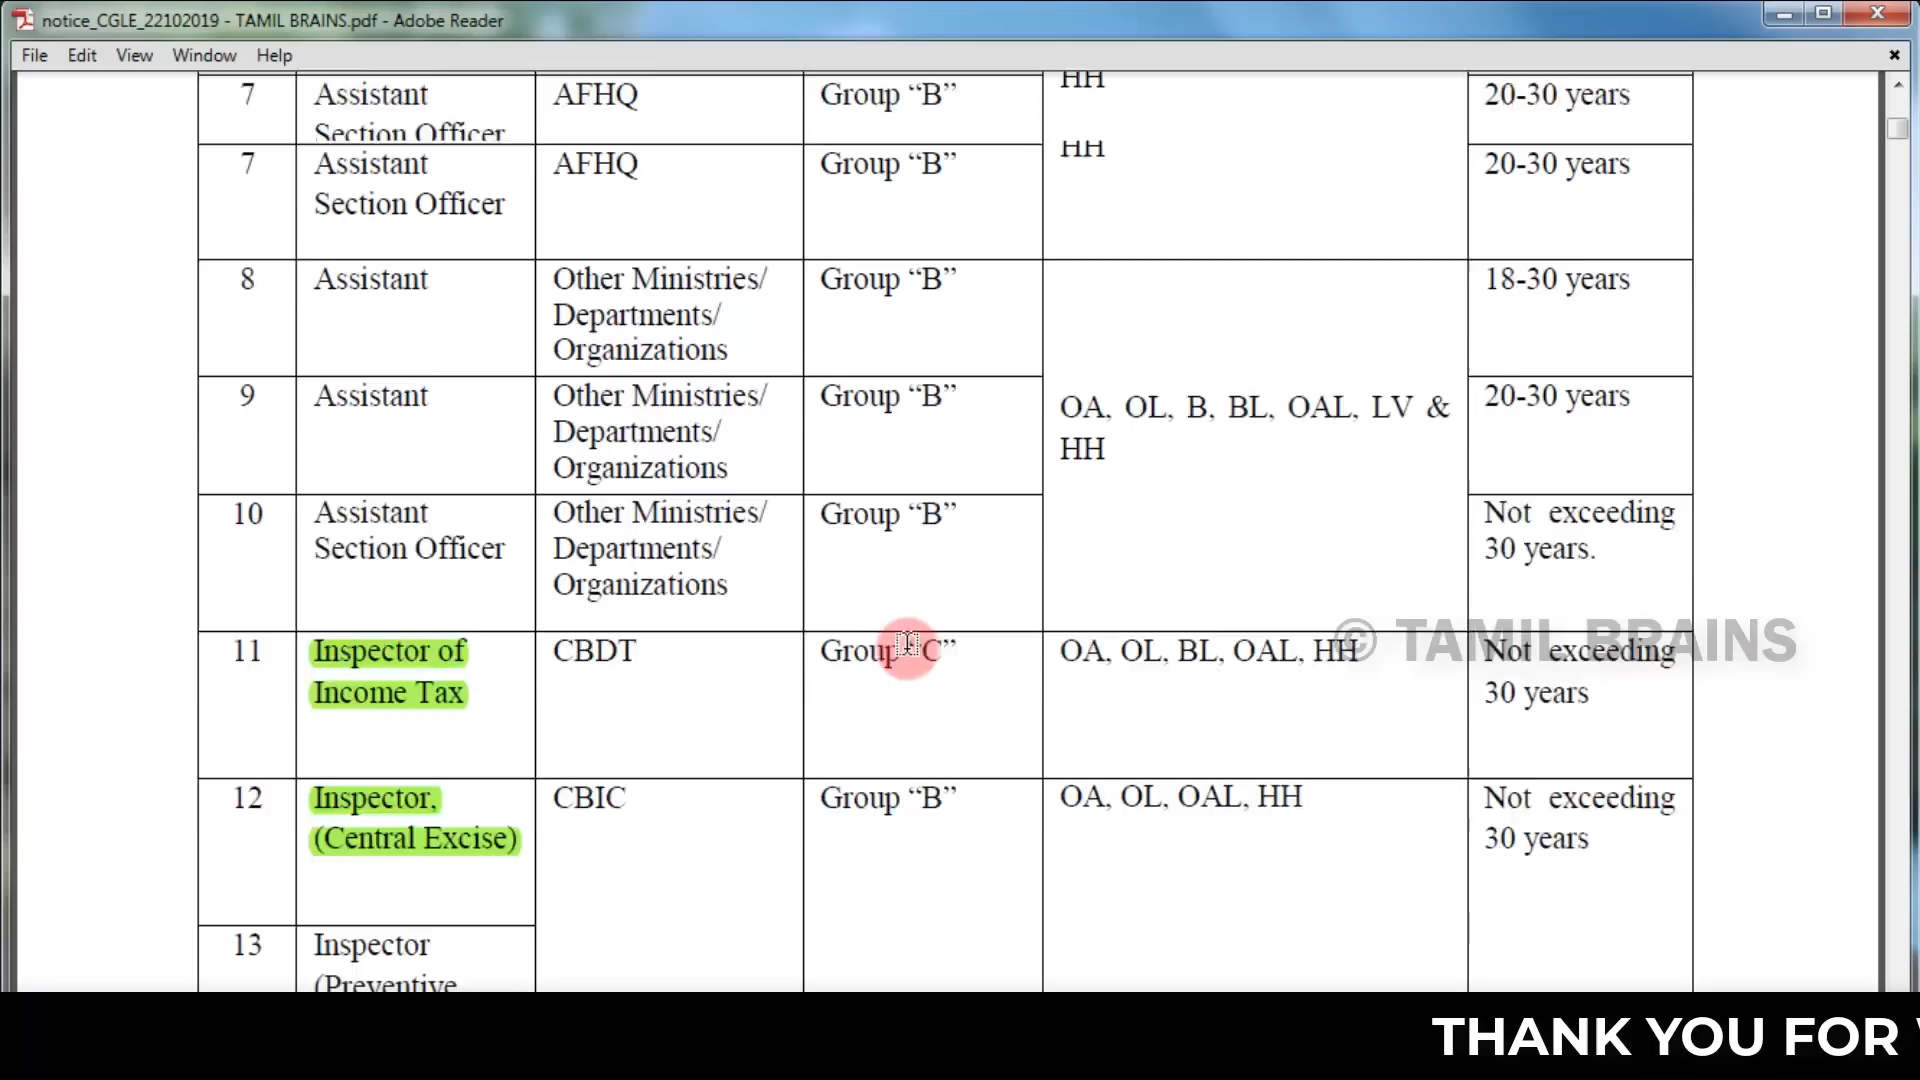 notice_CGLE_22102019 - TAMIL BRAINS.pdf - Adobe Reader
File Edit View Window Help
7 Assistant AFHQ Group “B” HH 20-30 years
Section Officer
7 Assistant AFHQ Group “B” HH 20-30 years
Section Officer
8 Assistant Other Ministries/ Group “B” 18-30 years
Departments/
Organizations
9 Assistant Other Ministries/ Group “B” OA, OL, B, BL, OAL, LV & 20-30 years
Departments/ HH
Organizations
10 Assistant Other Ministries/ Group “B” Not exceeding
Section Officer Departments/ 30 years.
Organizations
11 Inspector of CBDT Group “C” OA, OL, BL, OAL, HH Not exceeding
Income Tax 30 years
© TAMIL BRAINS
12 Inspector, CBIC Group “B” OA, OL, OAL, HH Not exceeding
(Central Excise) 30 years
13 Inspector
(Preventive
THANK YOU FOR